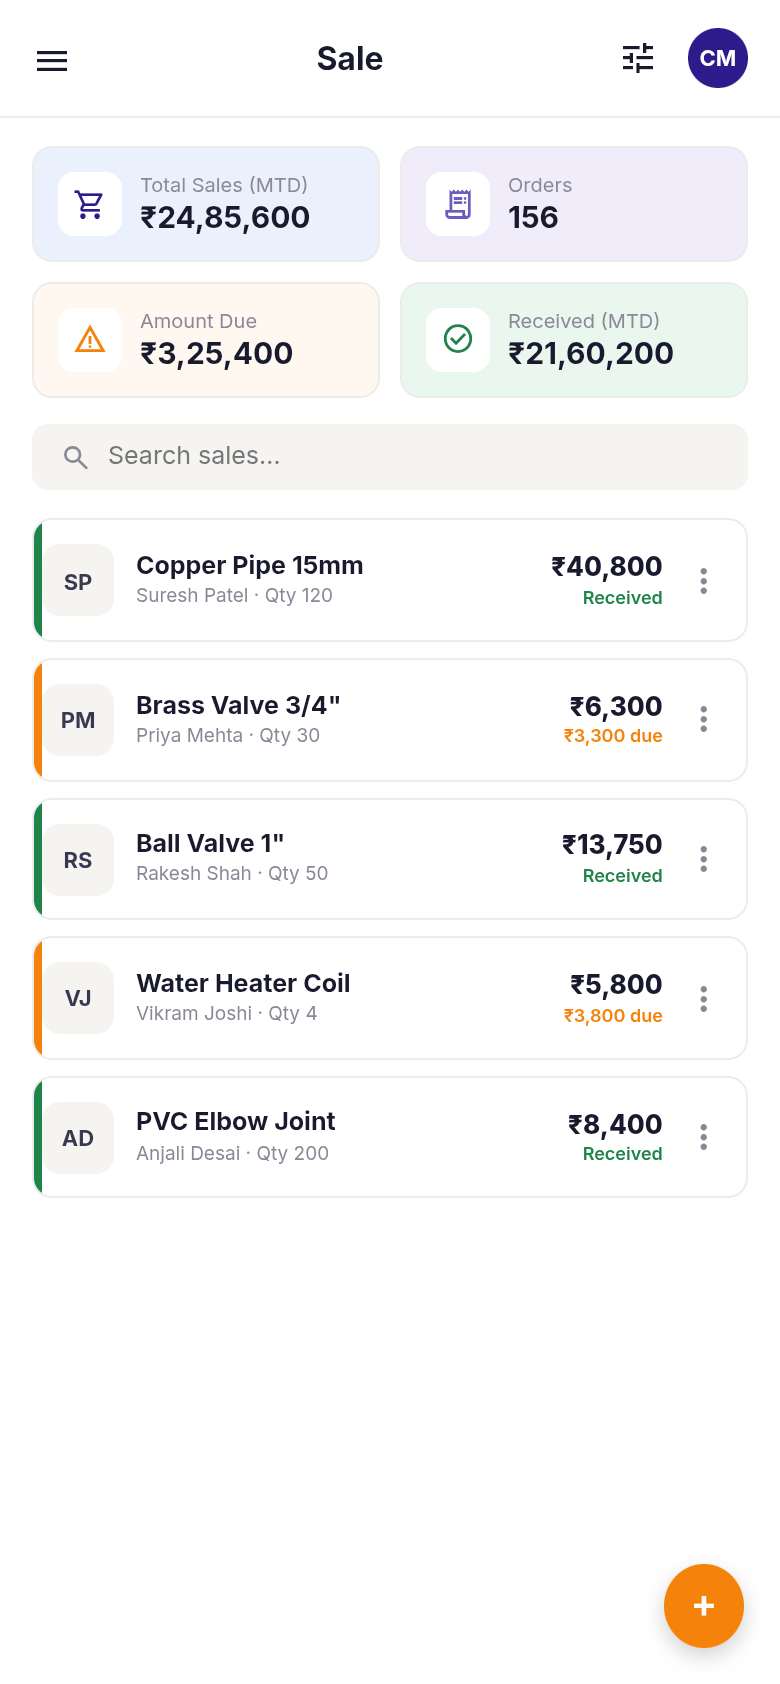 Sale
CM
Total Sales (MTD)
₹24,85,600
Orders
156
Amount Due
₹3,25,400
Received (MTD)
₹21,60,200
Search sales...
SP
Copper Pipe 15mm
Suresh Patel · Qty 120
₹40,800
Received
PM
Brass Valve 3/4"
Priya Mehta · Qty 30
₹6,300
₹3,300 due
RS
Ball Valve 1"
Rakesh Shah · Qty 50
₹13,750
Received
VJ
Water Heater Coil
Vikram Joshi · Qty 4
₹5,800
₹3,800 due
AD
PVC Elbow Joint
Anjali Desai · Qty 200
₹8,400
Received
+